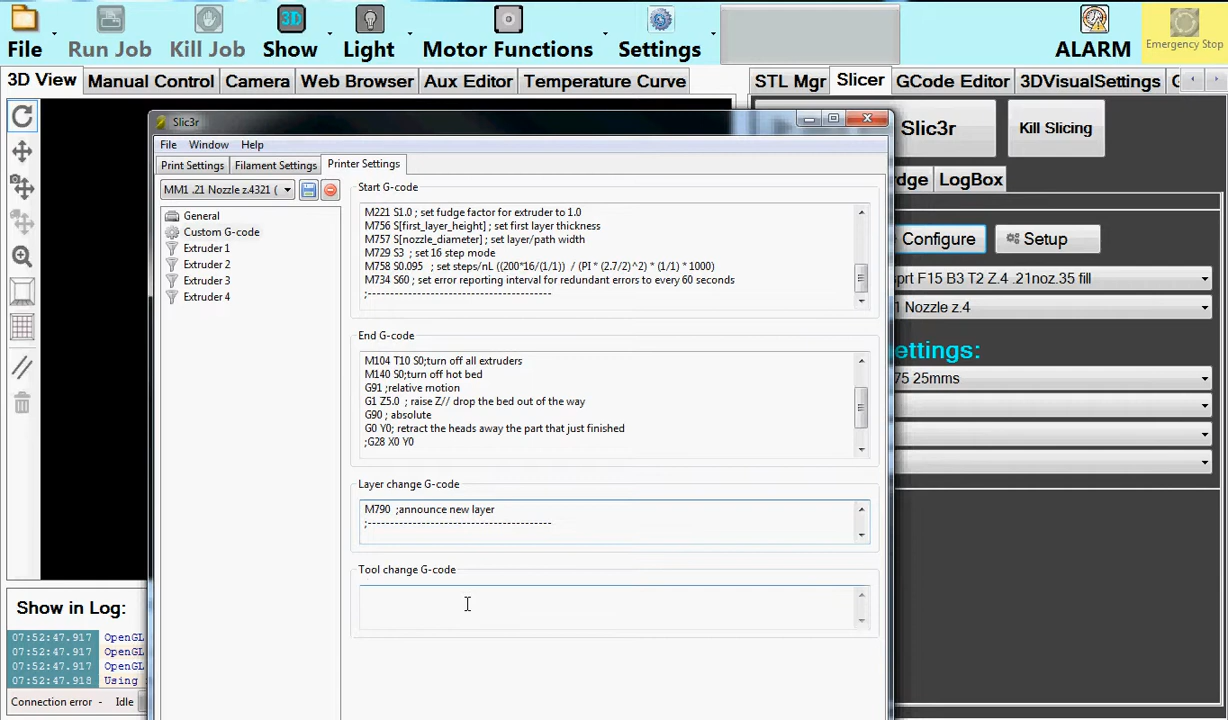 File
Run Job
Kill Job
Show
3D
Light
Motor Functions
Settings
ALARM
Emergency Stop
3D View
Manual Control
Camera
Web Browser
Aux Editor
Temperature Curve
STL Mgr
Slicer
GCode Editor
3DVisualSettings
Slic3r
File
Window
Help
Print Settings
Filament Settings
Printer Settings
MM1 .21 Nozzle z.4321 (
General
Custom G-code
Extruder 1
Extruder 2
Extruder 3
Extruder 4
Start G-code
M221 S1.0 ; set fudge factor for extruder to 1.0
M756 S[first_layer_height] ; set first layer thickness
M757 S[nozzle_diameter] ; set layer/path width
M729 S3 ; set 16 step mode
M758 S0.095 ; set steps/nL ((200*16/(1/1)) / (PI * (2.7/2)^2) * (1/1) * 1000)
M734 S60 ; set error reporting interval for redundant errors to every 60 seconds
;-----------------------------------------
End G-code
M104 T10 S0;turn off all extruders
M140 S0;turn off hot bed
G91 ;relative motion
G1 Z5.0 ; raise Z// drop the bed out of the way
G90 ; absolute
G0 Y0; retract the heads away the part that just finished
;G28 X0 Y0
Layer change G-code
M790 ;announce new layer
;-----------------------------------------
Tool change G-code
Slic3r
Kill Slicing
rdge
LogBox
Configure
Setup
sprt F15 B3 T2 Z.4 .21noz.35 fill
1 Nozzle z.4
ettings:
75 25mms
Show in Log:
07:52:47.917 OpenGL
07:52:47.917 OpenGL
07:52:47.917 OpenGL
07:52:47.918 Using
Connection error - Idle